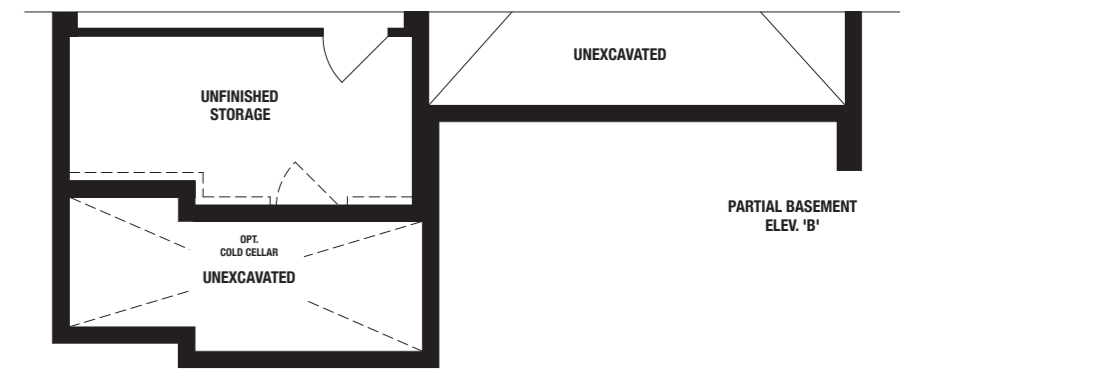 UNEXCAVATED
UNFINISHED
STORAGE
PARTIAL BASEMENT
ELEV. 'B'
OPT.
COLD CELLAR
UNEXCAVATED